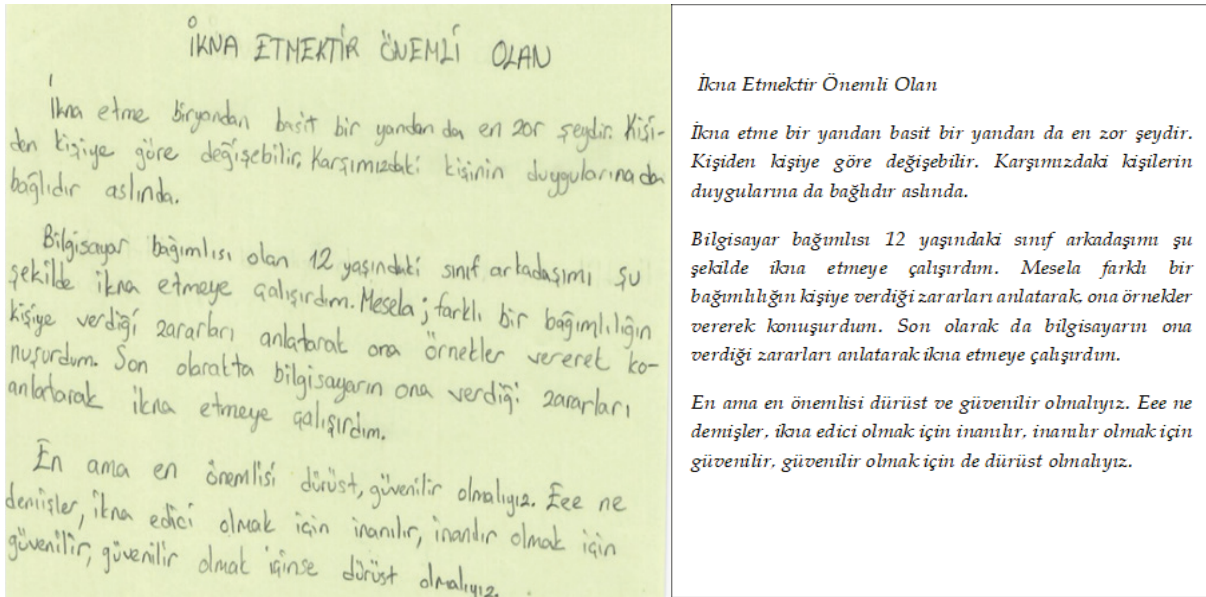 İKNA ETMEKTİR ÖNEMLİ OLAN
İkna etme biryandan basit bir yandan da en zor şeydir. Kişi-
den kişiye göre değişebilir. Karşımızdaki kişinin duygularına da
bağlıdır aslında.
Bilgisayar bağımlısı olan 12 yaşındaki sınıf arkadaşımı şu
şekilde ikna etmeye çalışırdım. Mesela; farklı bir bağımlılığın
kişiye verdiği zararları anlatarak ona örnekler vererek ko-
nuşurdum. Son olarakta bilgisayarın ona verdiği zararları
anlatarak ikna etmeye çalışırdım.
En ama en önemlisi dürüst, güvenilir olmalıyız. Eee ne
demişler, ikna edici olmak için inanılır, inanılır olmak için
güvenilir, güvenilir olmak içinse dürüst olmalıyız.
İkna Etmektir Önemli Olan
İkna etme bir yandan basit bir yandan da en zor şeydir.
Kişiden kişiye göre değişebilir. Karşımızdaki kişilerin
duygularına da bağlıdır aslında.
Bilgisayar bağımlısı 12 yaşındaki sınıf arkadaşımı şu
şekilde ikna etmeye çalışırdım. Mesela farklı bir
bağımlılığın kişiye verdiği zararları anlatarak, ona örnekler
vererek konuşurdum. Son olarak da bilgisayarın ona
verdiği zararları anlatarak ikna etmeye çalışırdım.
En ama en önemlisi dürüst ve güvenilir olmalıyız. Eee ne
demişler, ikna edici olmak için inanılır, inanılır olmak için
güvenilir, güvenilir olmak için de dürüst olmalıyız.